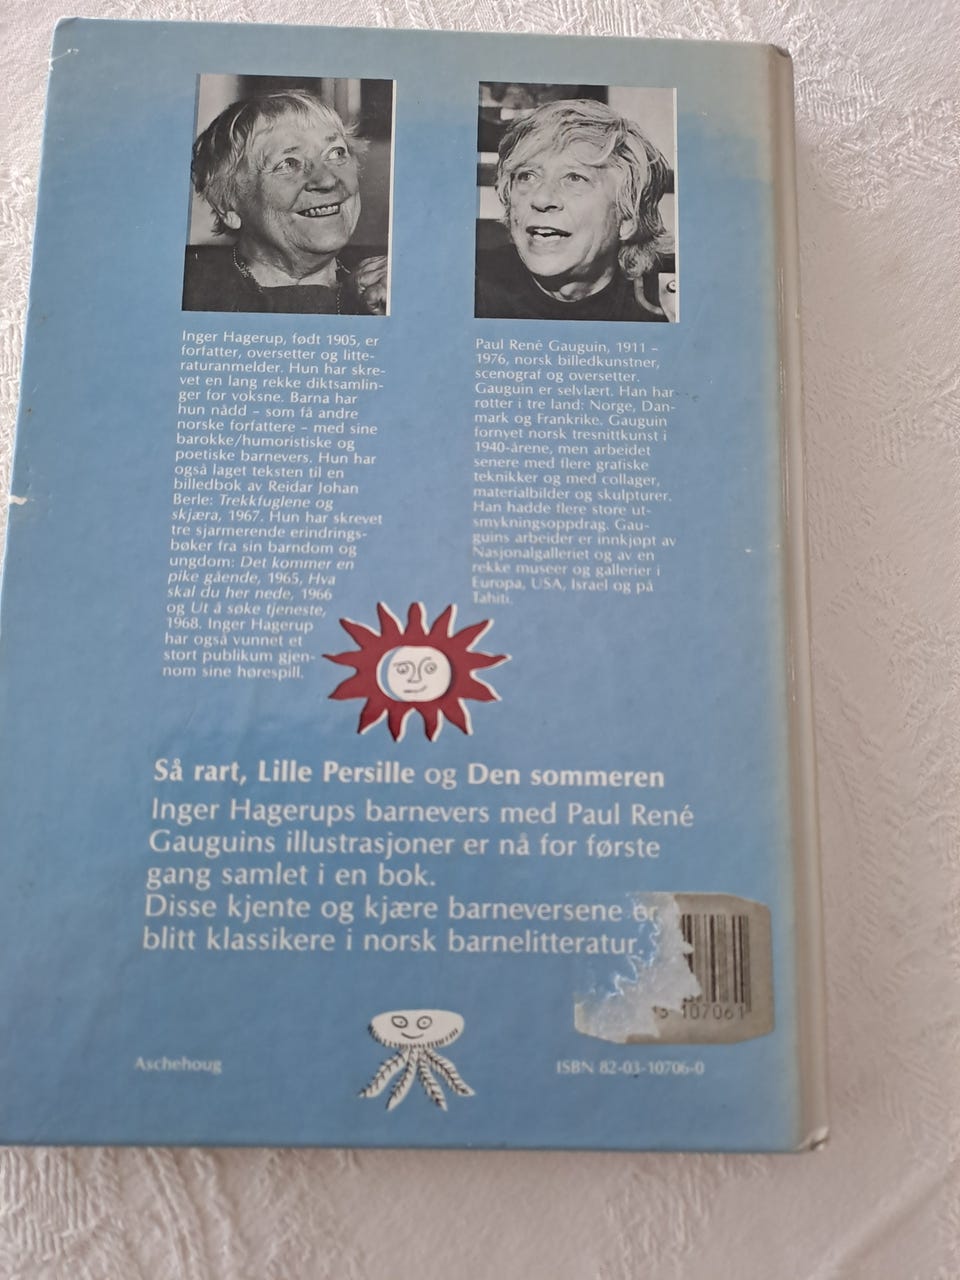 Inger Hagerup, født 1905, er
forfatter, oversetter og litte-
raturanmelder. Hun har skre-
vet en lang rekke diktsamlin-
ger for voksne. Barna har
hun nådd – som få andre
norske forfattere – med sine
barokke/humoristiske og
poetiske barnevers. Hun har
også laget teksten til en
billedbok av Reidar Johan
Berle: Trekkfuglene og
skjæra, 1967. Hun har skrevet
tre sjarmerende erindrings-
bøker fra sin barndom og
ungdom: Det kommer en
pike gående, 1965, Hva
skal du her nede, 1966
og Ut å søke tjeneste,
1968. Inger Hagerup
har også vunnet et
stort publikum gjen-
nom sine hørespill.
Paul René Gauguin, 1911 –
1976, norsk billedkunstner,
scenograf og oversetter.
Gauguin er selvlært. Han har
røtter i tre land: Norge, Dan-
mark og Frankrike. Gauguin
fornyet norsk tresnittkunst i
1940-årene, men arbeidet
senere med flere grafiske
teknikker og med collager,
materialbilder og skulpturer.
Han hadde flere store ut-
smykningsoppdrag. Gau-
guins arbeider er innkjøpt av
Nasjonalgalleriet og av en
rekke museer og gallerier i
Europa, USA, Israel og på
Tahiti.
Så rart, Lille Persille og Den sommeren
Inger Hagerups barnevers med Paul René
Gauguins illustrasjoner er nå for første
gang samlet i en bok.
Disse kjente og kjære barneversene er
blitt klassikere i norsk barnelitteratur.
107061
Aschehoug
ISBN 82-03-10706-0